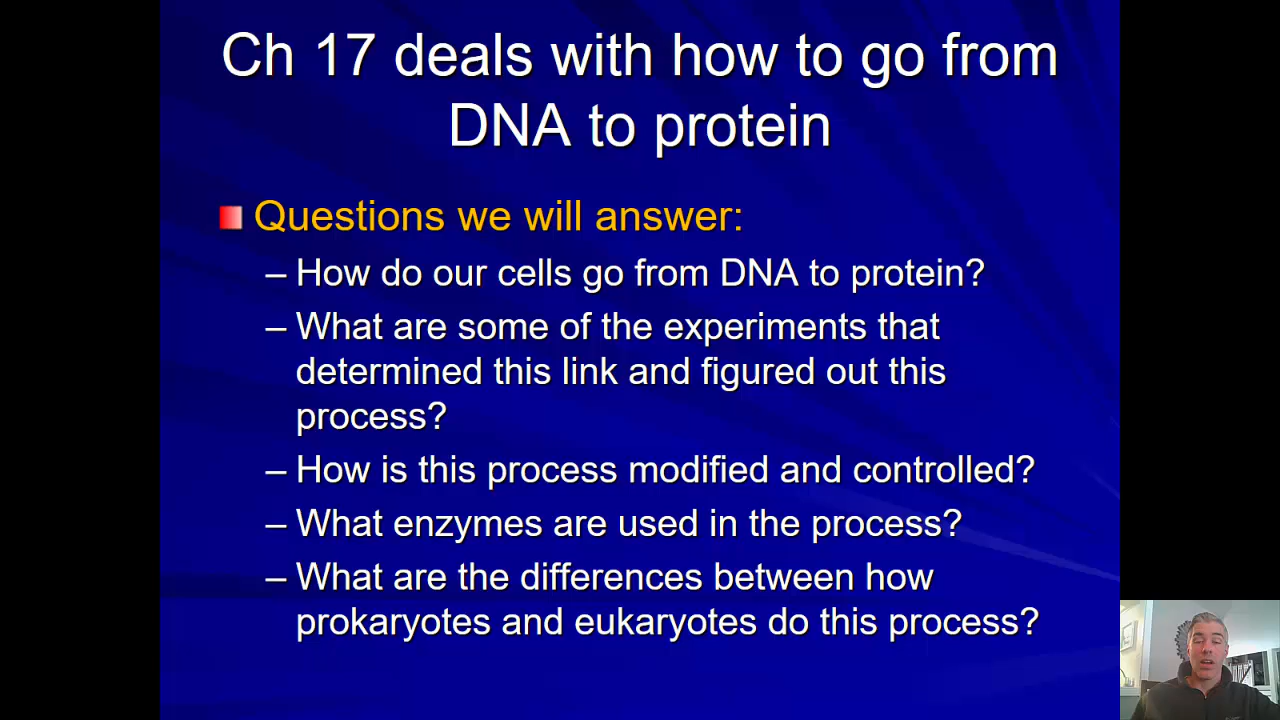 Ch 17 deals with how to go from
DNA to protein
Questions we will answer:
– How do our cells go from DNA to protein?
– What are some of the experiments that
determined this link and figured out this
process?
– How is this process modified and controlled?
– What enzymes are used in the process?
– What are the differences between how
prokaryotes and eukaryotes do this process?